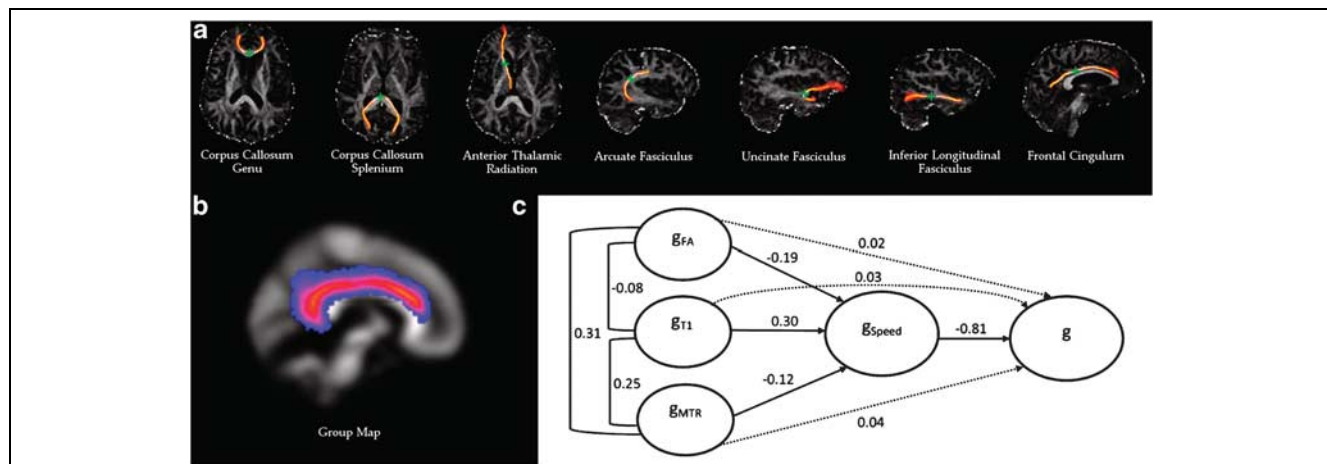 a
Corpus Callosum
Genu
Corpus Callosum
Splenium
Anterior Thalamic
Radiation
Arcuate Fasciculus
Uncinate Fasciculus
Inferior Longitudinal
Fasciculus
Frontal Cingulum
b
Group Map
c
gFA
0.02
-0.19
0.03
-0.08
gT1
0.30
gSpeed
-0.81
g
0.31
0.25
-0.12
gMTR
0.04